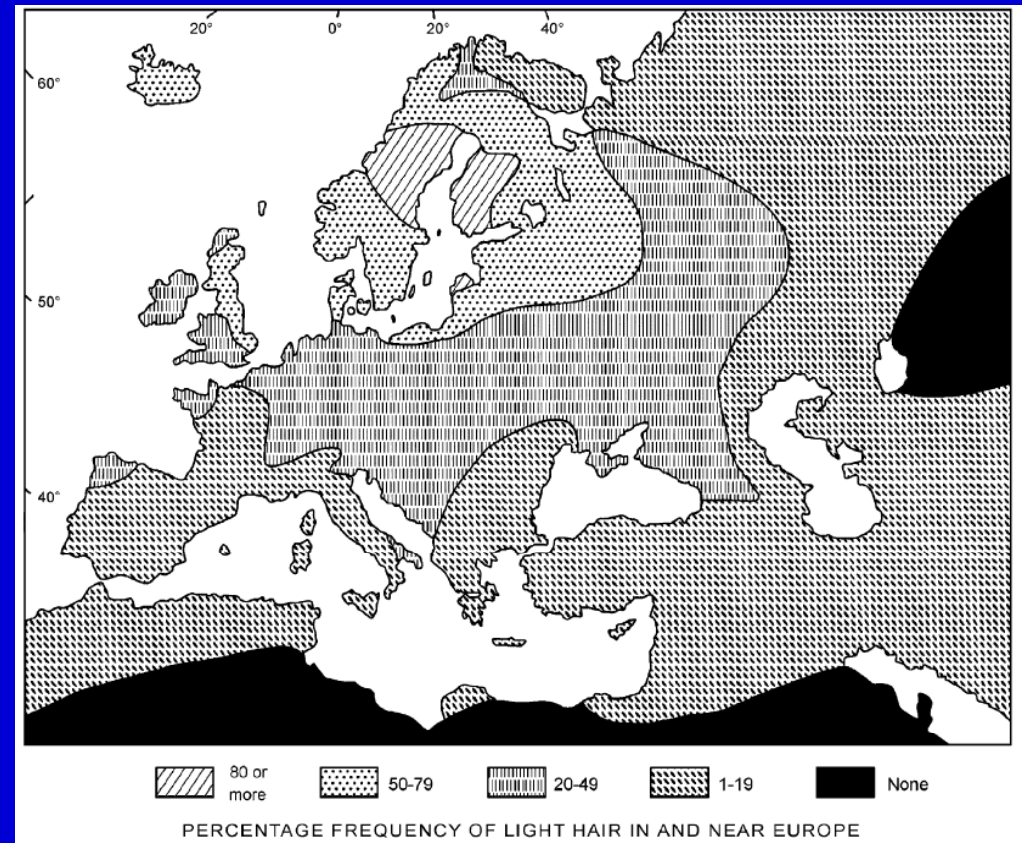 20° 0° 20° 40°
60°
50°
40°
80 or more 50-79 20-49 1-19 None
PERCENTAGE FREQUENCY OF LIGHT HAIR IN AND NEAR EUROPE